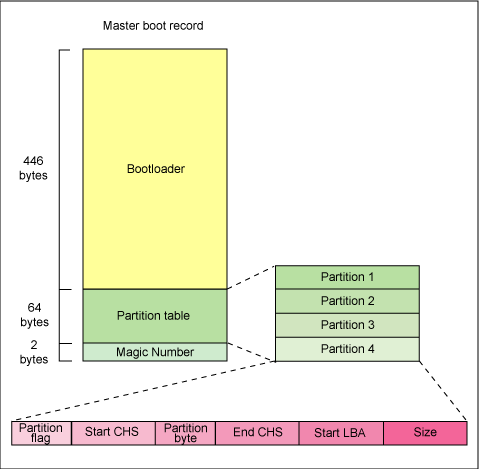 Master boot record
446
bytes
Bootloader
64
bytes
Partition table
2
bytes
Magic Number
Partition 1
Partition 2
Partition 3
Partition 4
Partition
flag
Start CHS
Partition
byte
End CHS
Start LBA
Size